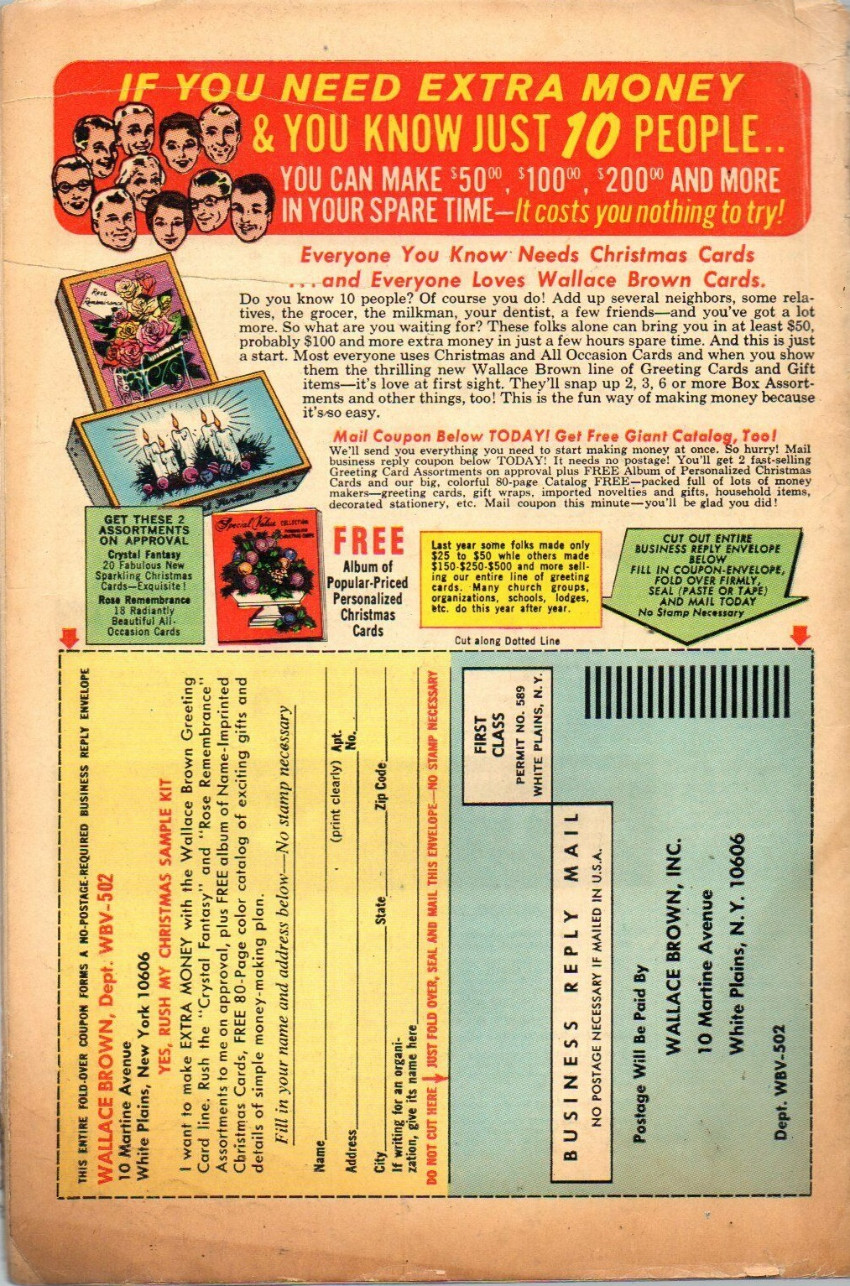 IF YOU NEED EXTRA MONEY
& YOU KNOW JUST 10 PEOPLE..
YOU CAN MAKE $5000, $10000, $20000 AND MORE
IN YOUR SPARE TIME—It costs you nothing to try!
Everyone You Know Needs Christmas Cards
...and Everyone Loves Wallace Brown Cards.
Do you know 10 people? Of course you do! Add up several neighbors, some rela-
tives, the grocer, the milkman, your dentist, a few friends—and you've got a lot
more. So what are you waiting for? These folks alone can bring you in at least $50,
probably $100 and more extra money in just a few hours spare time. And this is just
a start. Most everyone uses Christmas and All Occasion Cards and when you show
them the thrilling new Wallace Brown line of Greeting Cards and Gift
items—it's love at first sight. They'll snap up 2, 3, 6 or more Box Assort-
ments and other things, too! This is the fun way of making money because
it's so easy.
Rose
Remembrance
Mail Coupon Below TODAY! Get Free Giant Catalog, Too!
We'll send you everything you need to start making money at once. So hurry! Mail
business reply coupon below TODAY! It needs no postage! You'll get 2 fast-selling
Greeting Card Assortments on approval plus FREE Album of Personalized Christmas
Cards and our big, colorful 80-page Catalog FREE—packed full of lots of money
makers—greeting cards, gift wraps, imported novelties and gifts, household items,
decorated stationery, etc. Mail coupon this minute—you'll be glad you did!
GET THESE 2
ASSORTMENTS
ON APPROVAL
Crystal Fantasy
20 Fabulous New
Sparkling Christmas
Cards—Exquisite!
Rose Remembrance
18 Radiantly
Beautiful All-
Occasion Cards
Special Value COLLECTION
FREE
Album of
Popular-Priced
Personalized
Christmas
Cards
Last year some folks made only
$25 to $50 whle others made
$150-$250-$500 and more sell-
ing our entire line of greeting
cards. Many church groups,
organizations, schools, lodges,
etc. do this year after year.
CUT OUT ENTIRE
BUSINESS REPLY ENVELOPE
BELOW
FILL IN COUPON-ENVELOPE,
FOLD OVER FIRMLY,
SEAL (PASTE OR TAPE)
AND MAIL TODAY
No Stamp Necessary
Cut along Dotted Line
THIS ENTIRE FOLD-OVER COUPON FORMS A NO-POSTAGE-REQUIRED BUSINESS REPLY ENVELOPE
WALLACE BROWN, Dept. WBV-502
10 Martine Avenue
White Plains, New York 10606
YES, RUSH MY CHRISTMAS SAMPLE KIT
I want to make EXTRA MONEY with the Wallace Brown Greeting
Card line. Rush the "Crystal Fantasy" and "Rose Remembrance"
Assortments to me on approval, plus FREE album of Name-Imprinted
Christmas Cards, FREE 80-Page color catalog of exciting gifts and
details of simple money-making plan.
Fill in your name and address below—No stamp necessary
Name
(print clearly)
Address Apt. No.
City State Zip Code
If writing for an organi-
zation, give its name here
DO NOT CUT HERE JUST FOLD OVER, SEAL AND MAIL THIS ENVELOPE—NO STAMP NECESSARY
FIRST
CLASS
PERMIT NO. 589
WHITE PLAINS, N.Y.
BUSINESS REPLY MAIL
NO POSTAGE NECESSARY IF MAILED IN U.S.A.
Postage Will Be Paid By
WALLACE BROWN, INC.
10 Martine Avenue
White Plains, N.Y. 10606
Dept. WBV-502